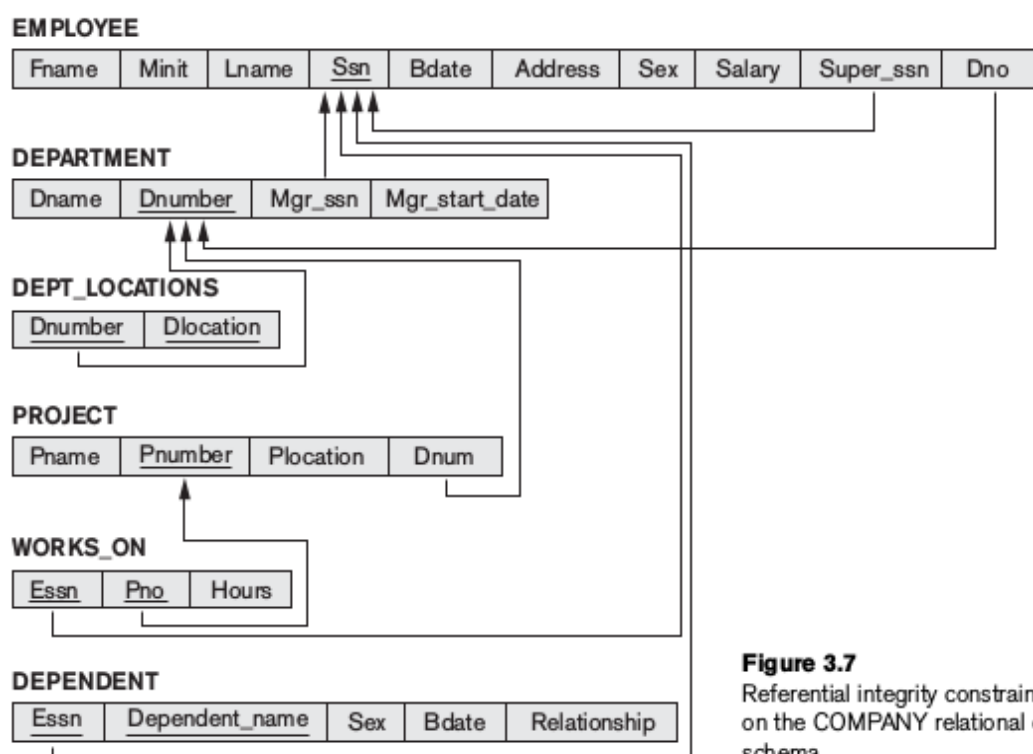 EMPLOYEE
Fname Minit Lname Ssn Bdate Address Sex Salary Super_ssn Dno
DEPARTMENT
Dname Dnumber Mgr_ssn Mgr_start_date
DEPT_LOCATIONS
Dnumber Dlocation
PROJECT
Pname Pnumber Plocation Dnum
WORKS_ON
Essn Pno Hours
DEPENDENT
Essn Dependent_name Sex Bdate Relationship
Figure 3.7
Referential integrity constrain
on the COMPANY relational
schema